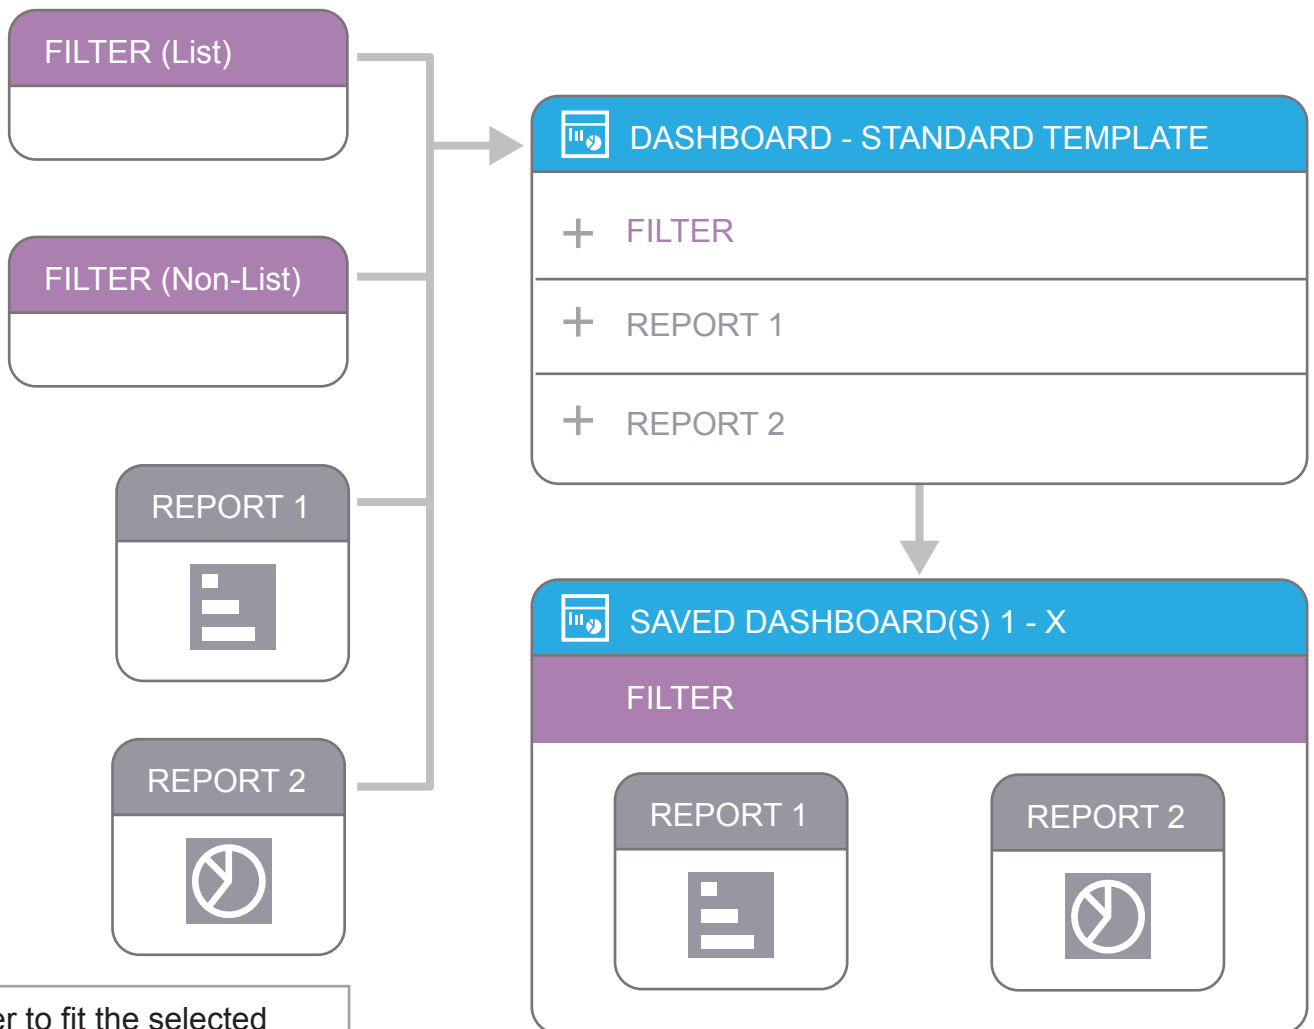 FILTER (List)
FILTER (Non-List)
REPORT 1
REPORT 2
DASHBOARD - STANDARD TEMPLATE
+ FILTER
+ REPORT 1
+ REPORT 2
SAVED DASHBOARD(S) 1 - X
FILTER
REPORT 1
REPORT 2
to fit the selected